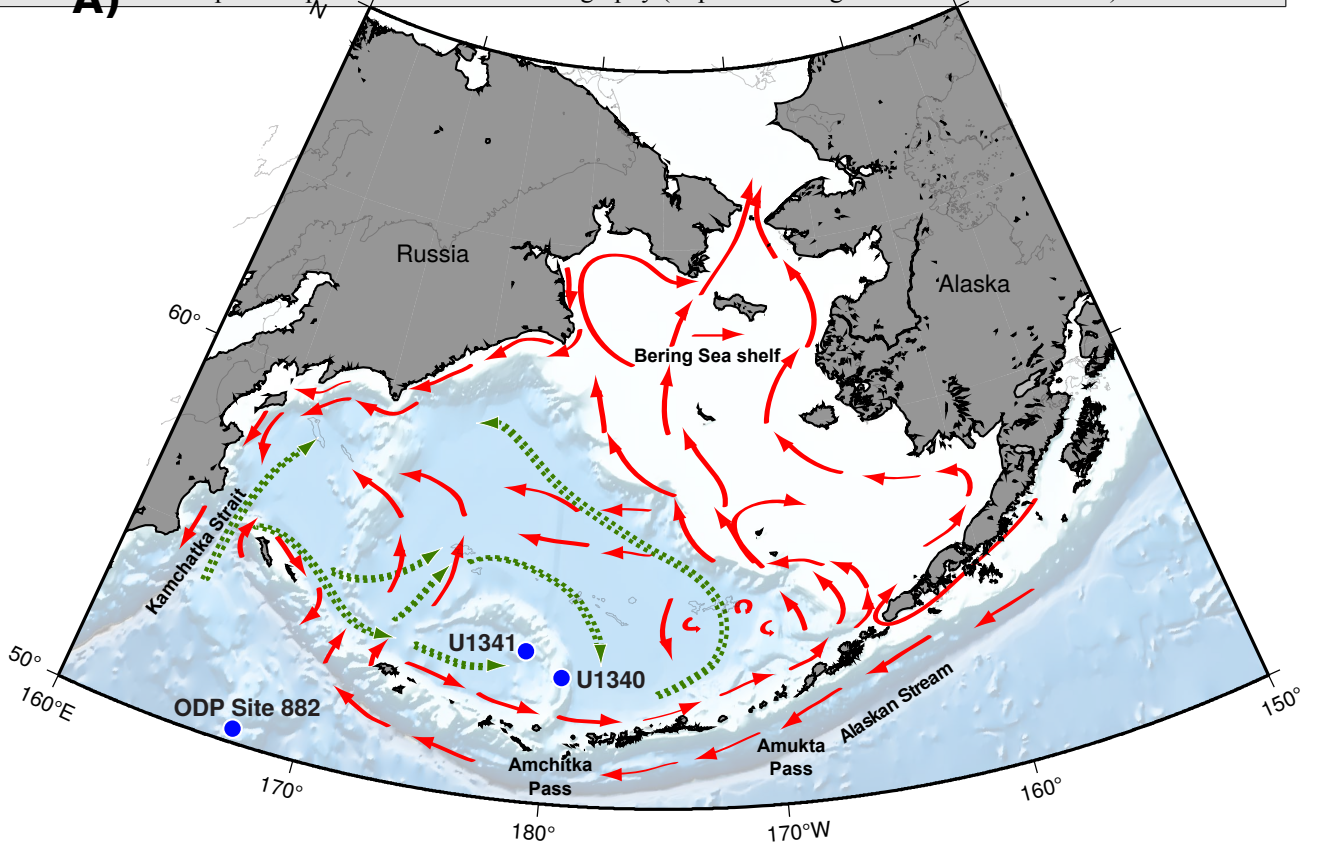 A)
N
Russia
Alaska
60°
Bering Sea shelf
Kamchatka Strait
U1341
U1340
50°
160°E
ODP Site 882
150°
Alaskan Stream
Amukta
Pass
Amchitka
Pass
170°
160°
180°
170°W